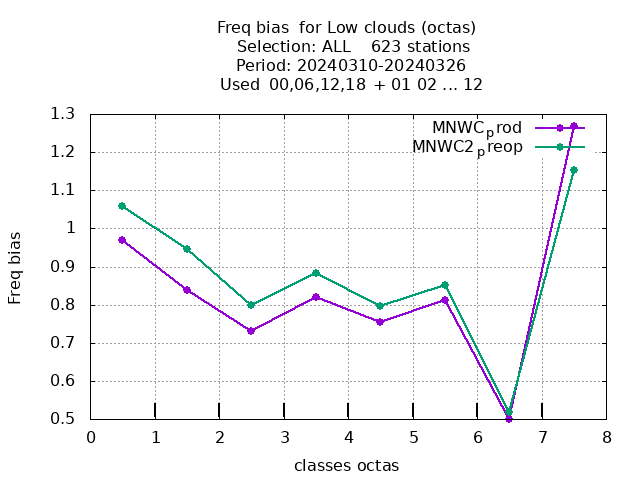 Freq bias  for Low clouds (octas)
Selection: ALL    623 stations
Period: 20240310-20240326
Used  00,06,12,18  + 01 02 ... 12
MNWCprod
MNWC2preop
1.3
1.2
1.1
1
0.9
0.8
0.7
0.6
0.5
Freq bias
0 1 2 3 4 5 6 7 8
classes octas